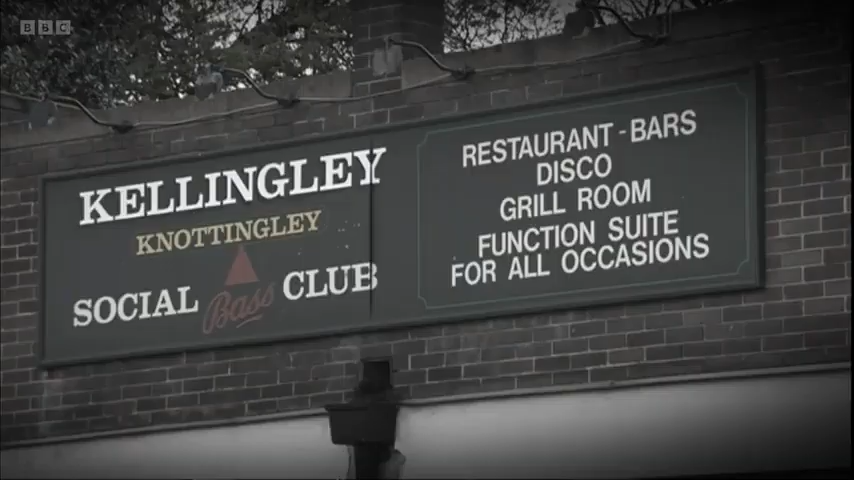 BBC
KELLINGLEY
KNOTTINGLEY
SOCIAL Bass CLUB
RESTAURANT - BARS
DISCO
GRILL ROOM
FUNCTION SUITE
FOR ALL OCCASIONS